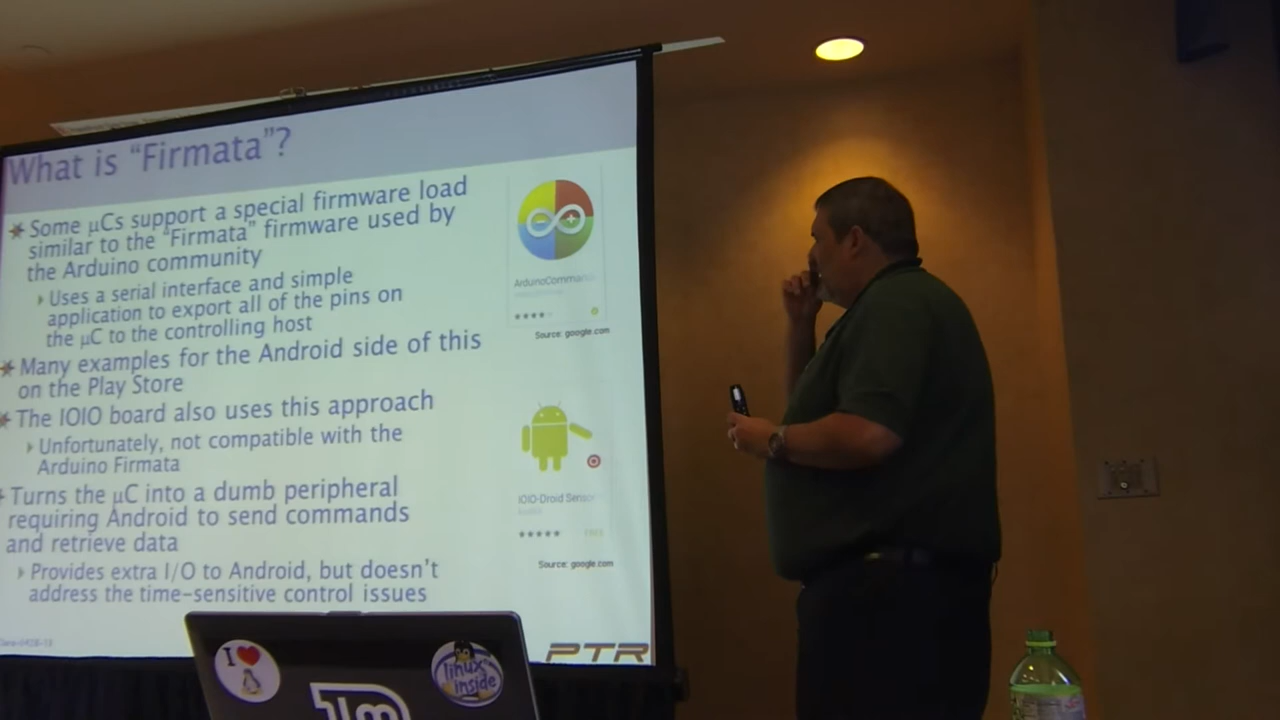 What is “Firmata”?
Some μCs support a special firmware load
similar to the “Firmata” firmware used by
the Arduino community
Uses a serial interface and simple
application to export all of the pins on
the μC to the controlling host
Many examples for the Android side of this
on the Play Store
The IOIO board also uses this approach
Unfortunately, not compatible with the
Arduino Firmata
Turns the μC into a dumb peripheral
requiring Android to send commands
and retrieve data
Provides extra I/O to Android, but doesn’t
address the time-sensitive control issues
ArduinoComma
Source: google.com
IOIO-Droid Senso
FREE
Source: google.com
PTR
I
linux
inside